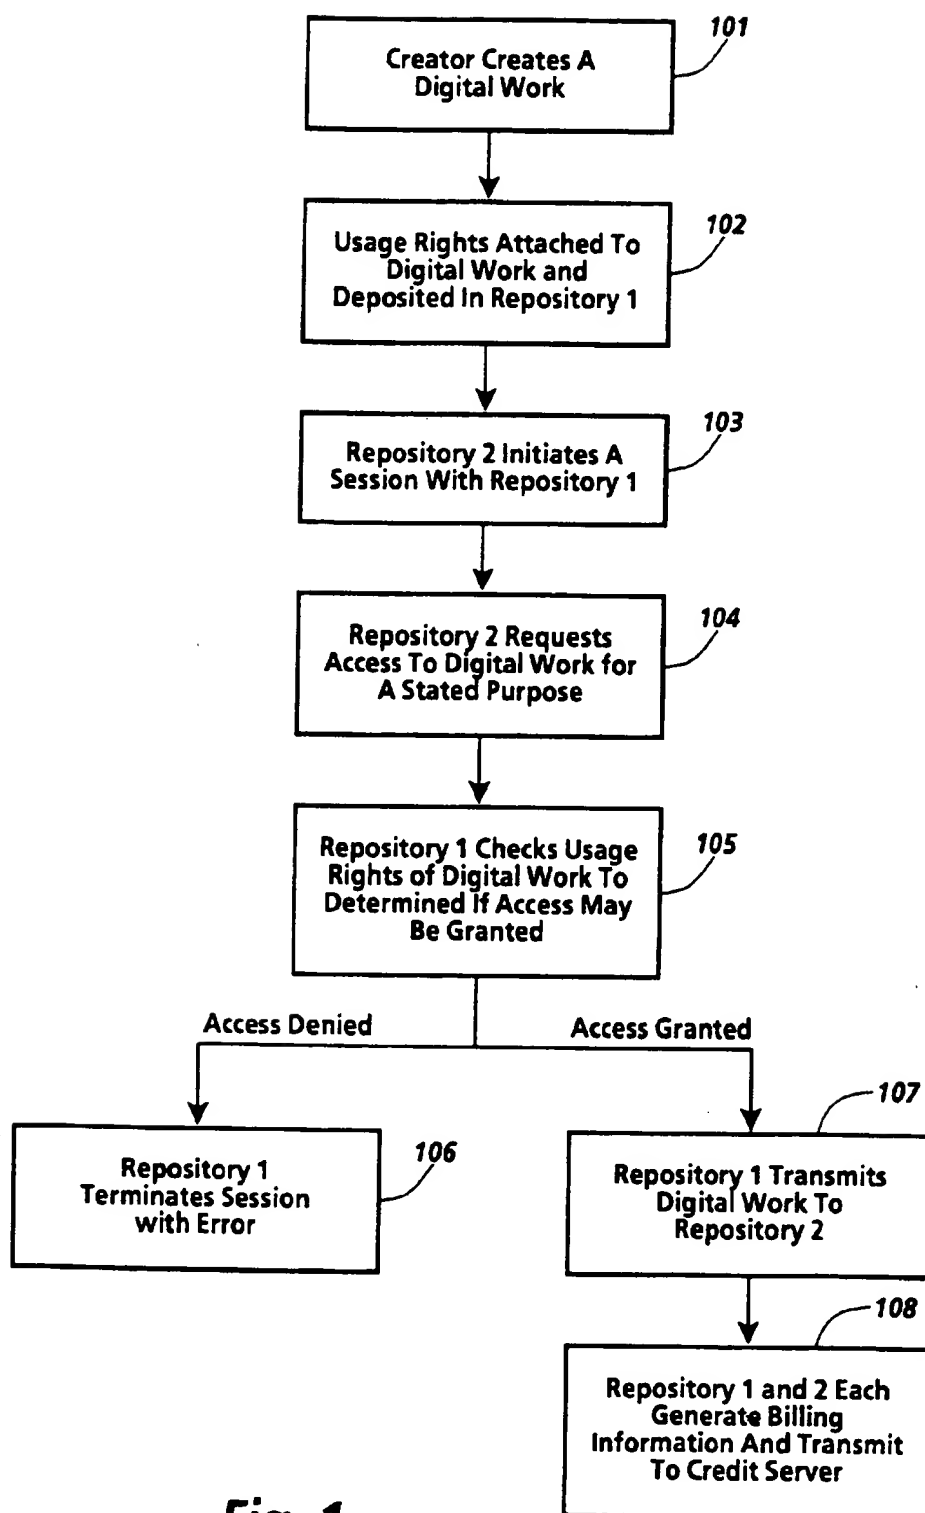 101
Creator Creates A
Digital Work
102
Usage Rights Attached To
Digital Work and
Deposited In Repository 1
103
Repository 2 Initiates A
Session With Repository 1
104
Repository 2 Requests
Access To Digital Work for
A Stated Purpose
105
Repository 1 Checks Usage
Rights of Digital Work To
Determined If Access May
Be Granted
Access Denied
Access Granted
106
Repository 1
Terminates Session
with Error
107
Repository 1 Transmits
Digital Work To
Repository 2
108
Repository 1 and 2 Each
Generate Billing
Information And Transmit
To Credit Server
Fig. 1